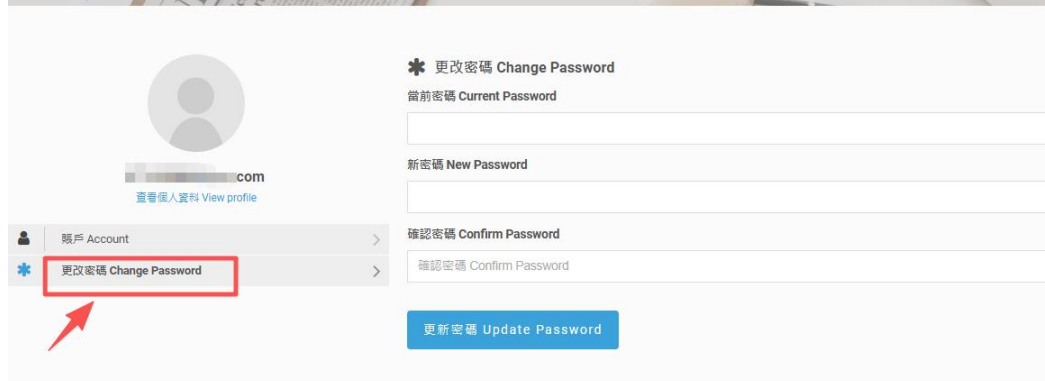 com
查看個人資料 View profile
賬戶 Account
更改密碼 Change Password
更改密碼 Change Password
當前密碼 Current Password
新密碼 New Password
確認密碼 Confirm Password
確認密碼 Confirm Password
更新密碼 Update Password